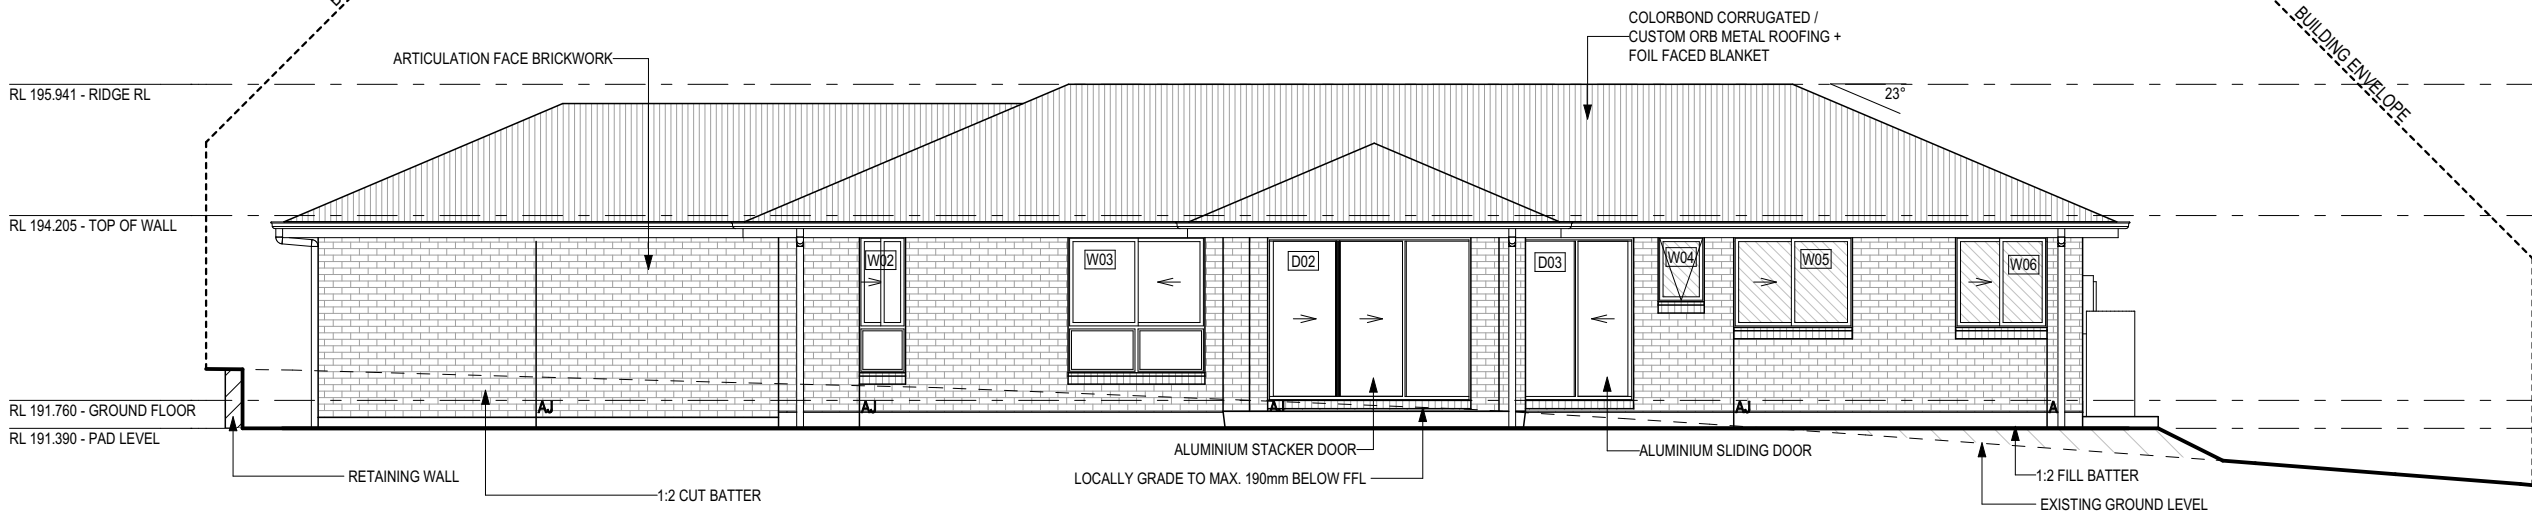 COLORBOND CORRUGATED /
CUSTOM ORB METAL ROOFING +
FOIL FACED BLANKET
BUILDING ENVELOPE
ARTICULATION FACE BRICKWORK
RL 195.941 - RIDGE RL
23°
RL 194.205 - TOP OF WALL
W02
W03
D02
D03
W04
W05
W06
RL 191.760 - GROUND FLOOR
AJ
AJ
AJ
AJ
A
RL 191.390 - PAD LEVEL
ALUMINIUM STACKER DOOR
ALUMINIUM SLIDING DOOR
RETAINING WALL
LOCALLY GRADE TO MAX. 190mm BELOW FFL
1:2 FILL BATTER
1:2 CUT BATTER
EXISTING GROUND LEVEL